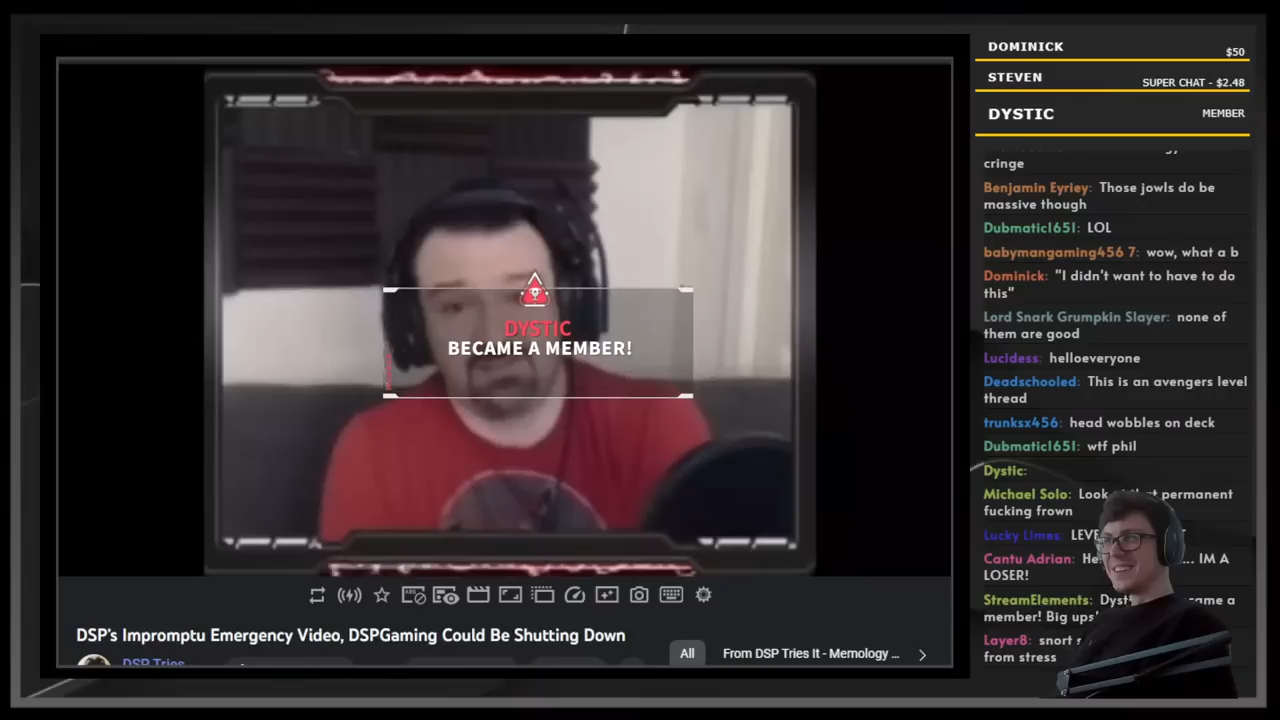 DOMINICK
$50
STEVEN
SUPER CHAT - $2.48
DYSTIC
MEMBER
cringe
Benjamin Eyriey: Those jowls do be
massive though
Dubmatic1651: LOL
babymangaming456 7: wow, what a b
Dominick: "I didn't want to have to do
this"
Lord Snark Grumpkin Slayer: none of
them are good
Lucidess: helloeveryone
Deadschooled: This is an avengers level
thread
trunksx456: head wobbles on deck
Dubmatic1651: wtf phil
Dystic:
Michael Solo: Look permanent
fucking frown
Lucky Limes:
Cantu Adrian: ... IM A
LOSER!
StreamElements: a
member! Big ups!
Layer8: snort
from stress
DYSTIC
BECAME A MEMBER!
DSP's Impromptu Emergency Video, DSPGaming Could Be Shutting Down
DSP Tries
All
From DSP Tries It - Memology ...